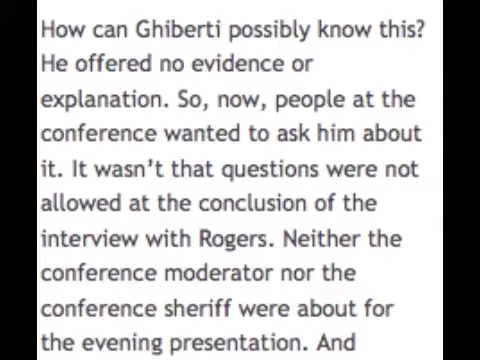 How can Ghiberti possibly know this?
He offered no evidence or
explanation. So, now, people at the
conference wanted to ask him about
it. It wasn’t that questions were not
allowed at the conclusion of the
interview with Rogers. Neither the
conference moderator nor the
conference sheriff were about for
the evening presentation. And